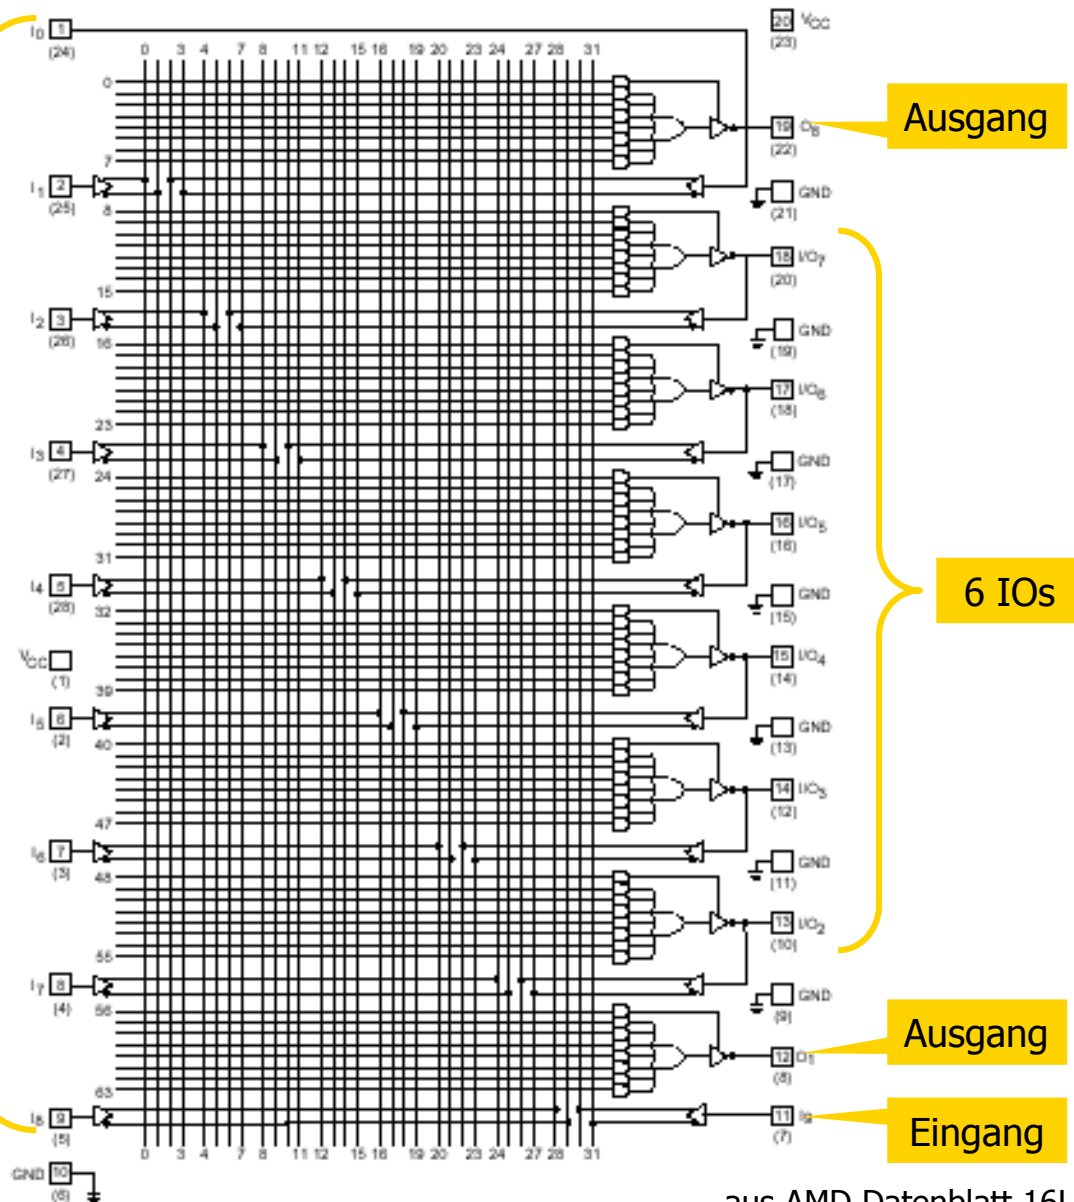 I0 1
(24)
20 VCC
(23)
0 3 4 7 8 11 12 15 16 19 20 23 24 27 28 31
0
7
19 O8
(22)
Ausgang
I1 2
(25)
GND
(21)
8
15
18 I/O7
(20)
I2 3
(26)
GND
(19)
16
23
17 I/O6
(18)
I3 4
(27)
GND
(17)
24
31
16 I/O5
(16)
I4 5
(28)
GND
(15)
6 IOs
32
39
15 I/O4
(14)
VCC
(1)
I5 6
(2)
GND
(13)
40
47
14 I/O3
(12)
I6 7
(3)
GND
(11)
48
55
13 I/O2
(10)
I7 8
(4)
GND
(9)
56
63
12 O1
(8)
Ausgang
I8 9
(5)
11 I9
(7)
Eingang
0 3 4 7 8 11 12 15 16 19 20 23 24 27 28 31
GND 10
(6)
aus AMD Datenblatt 16L